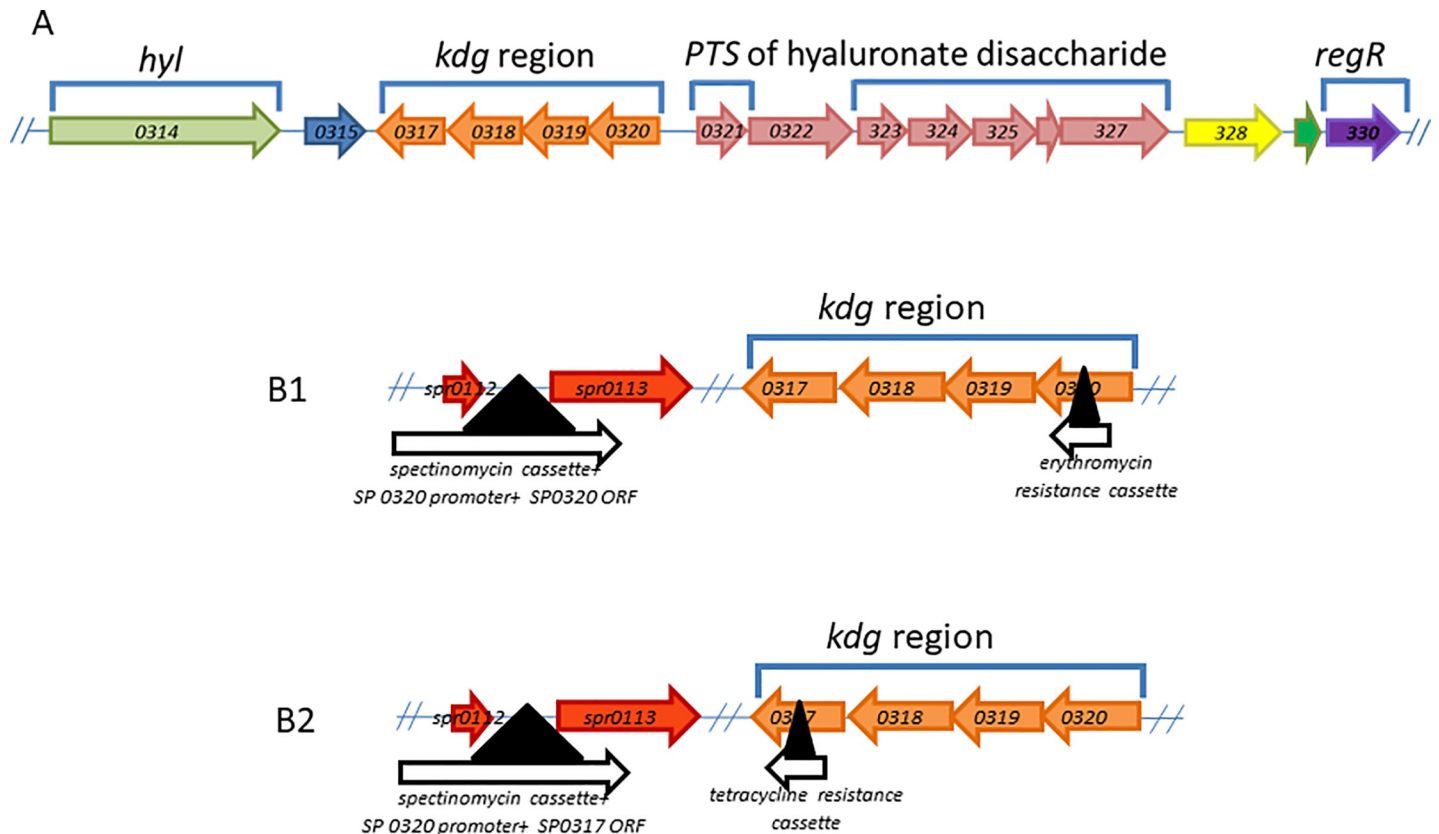 A
hyl
kdg region
PTS of hyaluronate disaccharide
regR
// 0314 0315 0317 0318 0319 0320 0321 0322 323 324 325 327 328 330 //
kdg region
B1
// spr0112 spr0113 // 0317 0318 0319 //
spectinomycin cassette+
SP 0320 promoter+ SP0320 ORF
erythromycin
resistance cassette
kdg region
B2
// spr0112 spr0113 // 0318 0319 0320 //
spectinomycin cassette+
SP 0320 promoter+ SP0317 ORF
tetracycline resistance
cassette